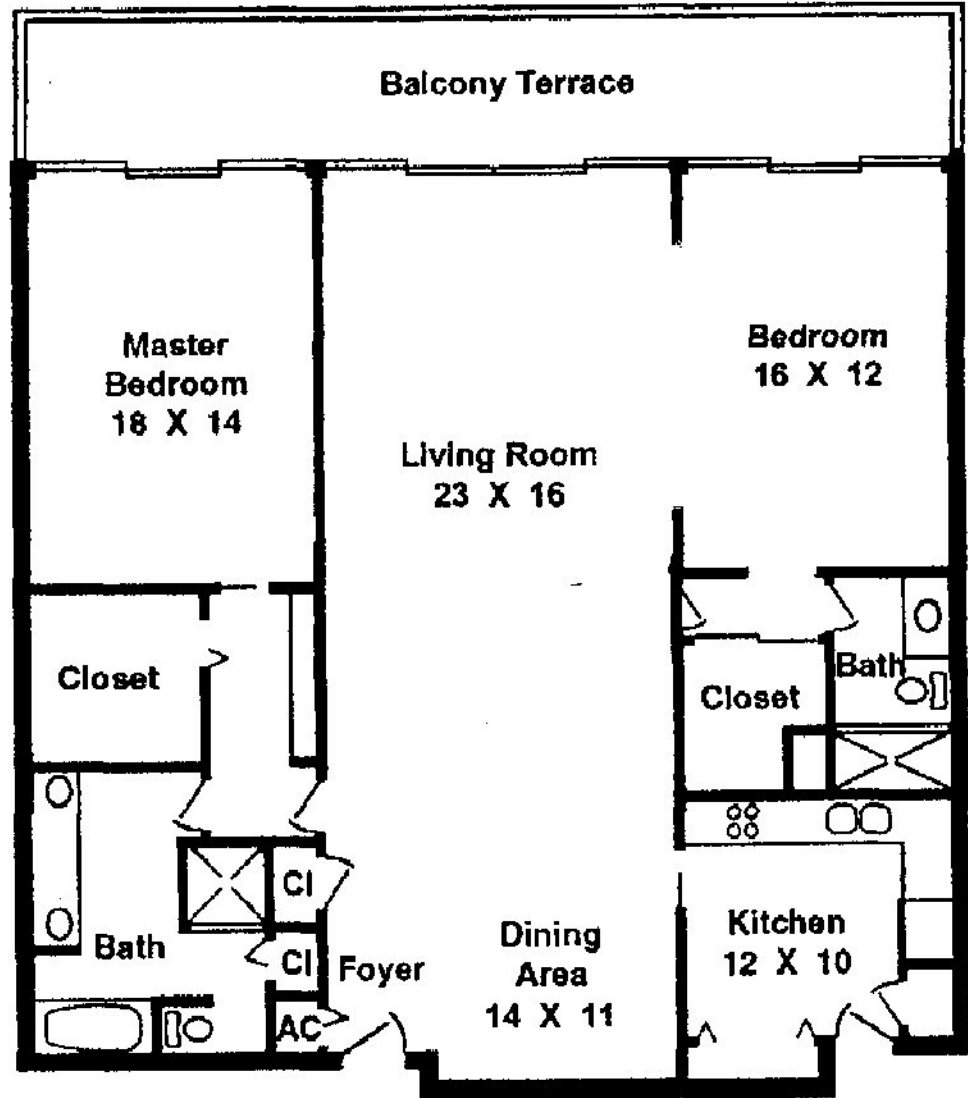 Balcony Terrace
Master
Bedroom
18 X 14
Bedroom
16 X 12
Living Room
23 X 16
Closet
Closet
Bath
Cl
Cl
Bath
Foyer
AC
Dining
Area
14 X 11
Kitchen
12 X 10